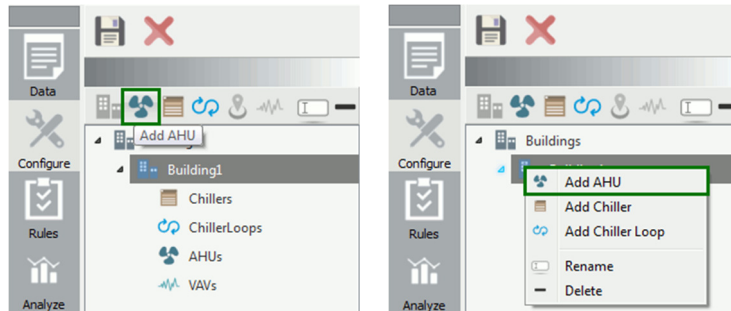 Data
Configure
Rules
Analyze
Add AHU
Building1
Chillers
ChillerLoops
AHUs
VAVs
Data
Configure
Rules
Analyze
Buildings
Add AHU
Add Chiller
Add Chiller Loop
Rename
Delete